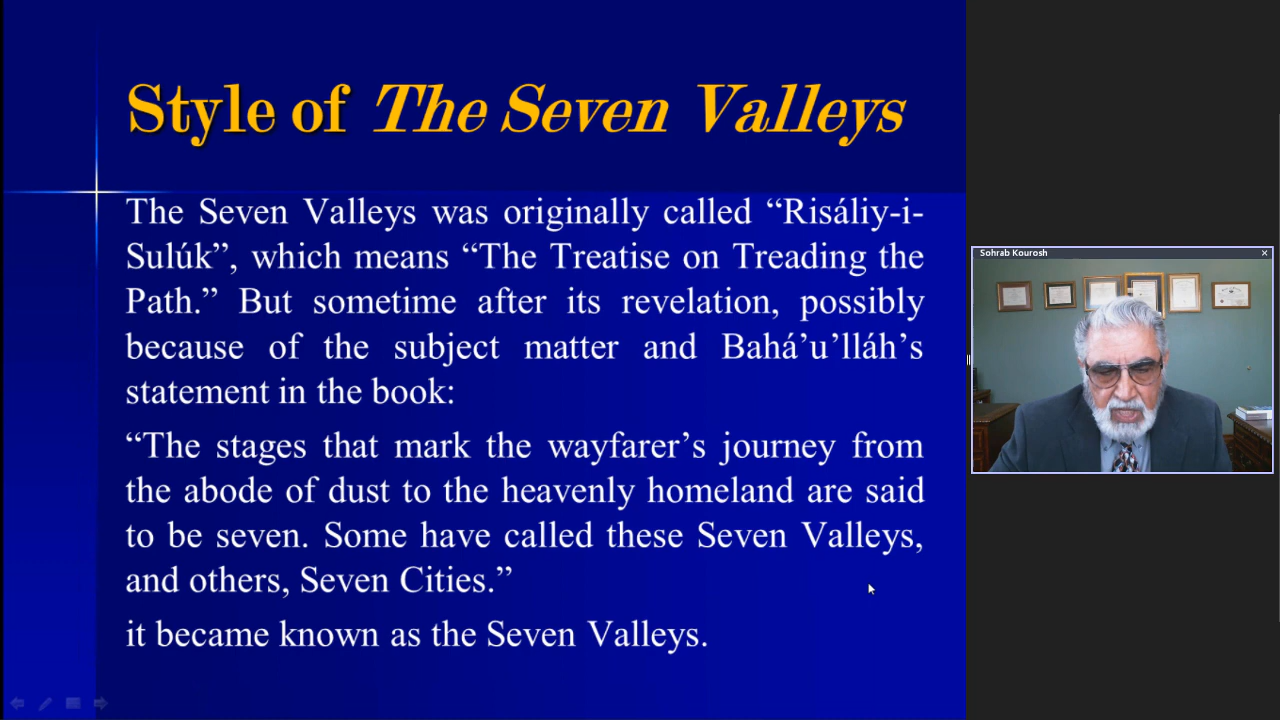 Style of The Seven Valleys
The Seven Valleys was originally called “Risáliy-i-
Sulúk”, which means “The Treatise on Treading the
Path.” But sometime after its revelation, possibly
because of the subject matter and Bahá’u’lláh’s
statement in the book:
“The stages that mark the wayfarer’s journey from
the abode of dust to the heavenly homeland are said
to be seven. Some have called these Seven Valleys,
and others, Seven Cities.”
it became known as the Seven Valleys.
Sohrab Kourosh